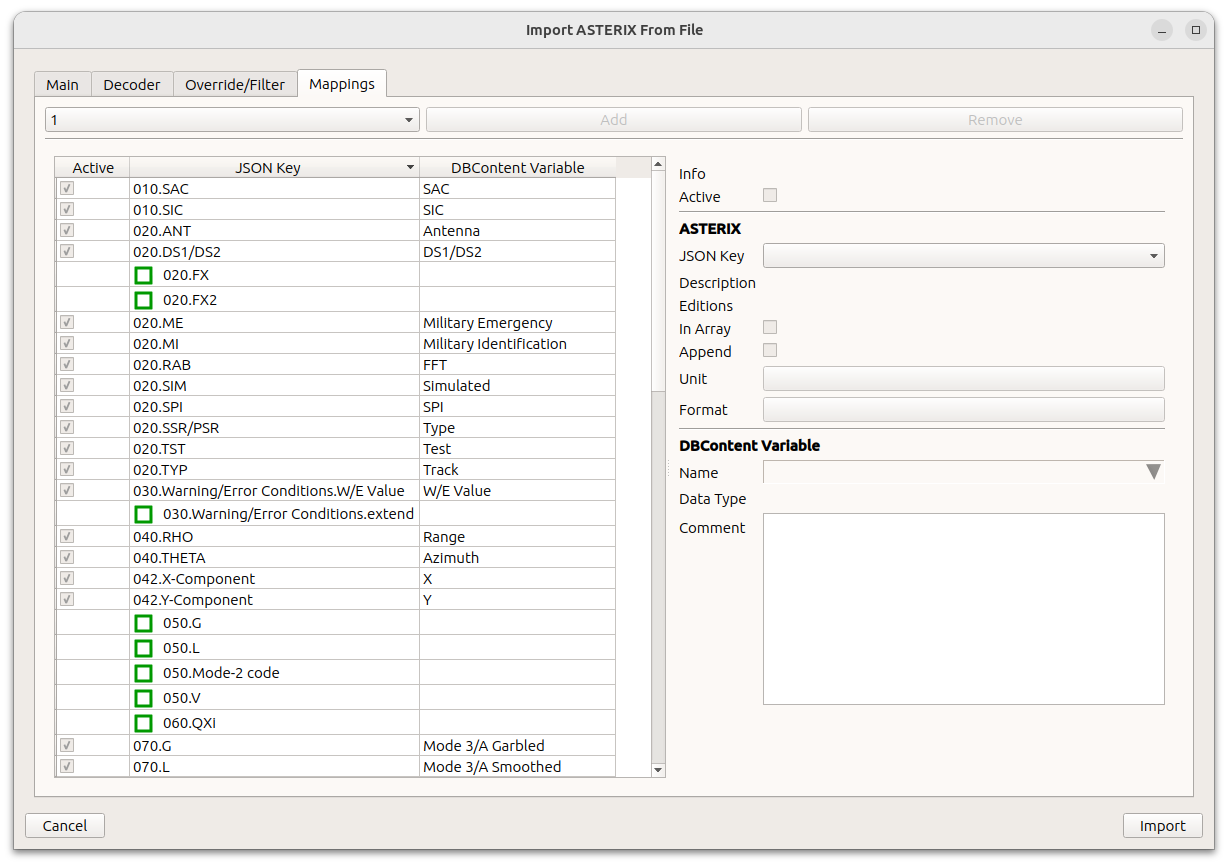 Import ASTERIX From File
Main Decoder Override/Filter Mappings
1 Add Remove
Active JSON Key DBContent Variable
010.SAC SAC
010.SIC SIC
020.ANT Antenna
020.DS1/DS2 DS1/DS2
020.FX
020.FX2
020.ME Military Emergency
020.MI Military Identification
020.RAB FFT
020.SIM Simulated
020.SPI SPI
020.SSR/PSR Type
020.TST Test
020.TYP Track
030.Warning/Error Conditions.W/E Value W/E Value
030.Warning/Error Conditions.extend
040.RHO Range
040.THETA Azimuth
042.X-Component X
042.Y-Component Y
050.G
050.L
050.Mode-2 code
050.V
060.QXi
070.G Mode 3/A Garbled
070.L Mode 3/A Smoothed
Info
Active
ASTERIX
JSON Key
Description
Editions
In Array
Append
Unit
Format
DBContent Variable
Name
Data Type
Comment
Cancel Import